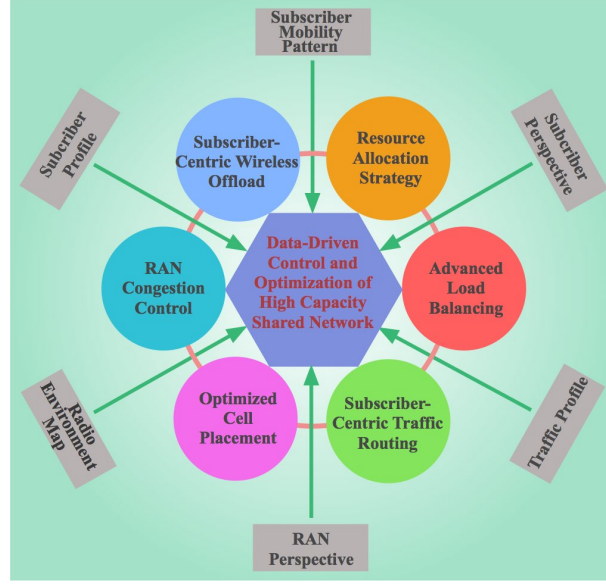 Subscriber
Mobility
Pattern
Subcriber
Profile
Subcriber
Perspective
Subscriber-
Centric Wireless
Offload
Resource
Allocation
Strategy
RAN
Congestion
Control
Data-Driven
Control and
Optimization of
High Capacity
Shared Network
Advanced
Load
Balancing
Optimized
Cell
Placement
Subscriber-
Centric Traffic
Routing
Radio
Environment
Map
Traffic Profile
RAN
Perspective